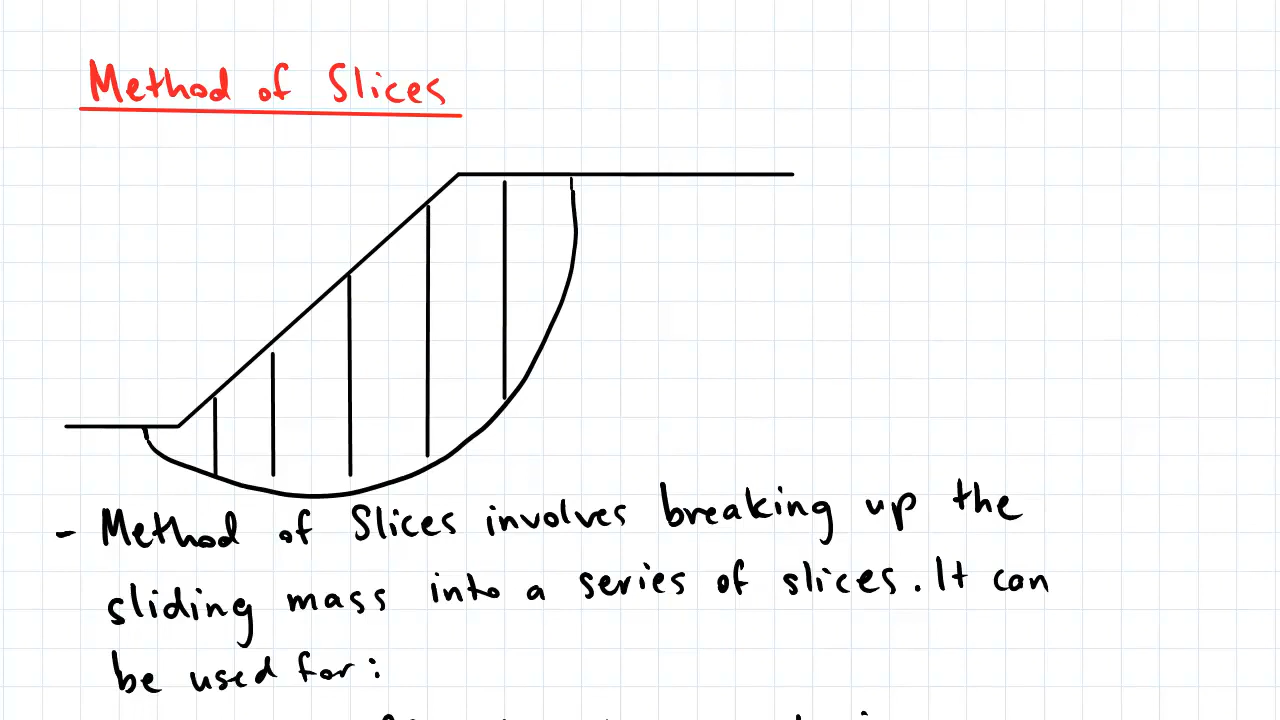 Method of Slices
- Method of Slices involves breaking up the
sliding mass into a series of slices. It can
be used for: